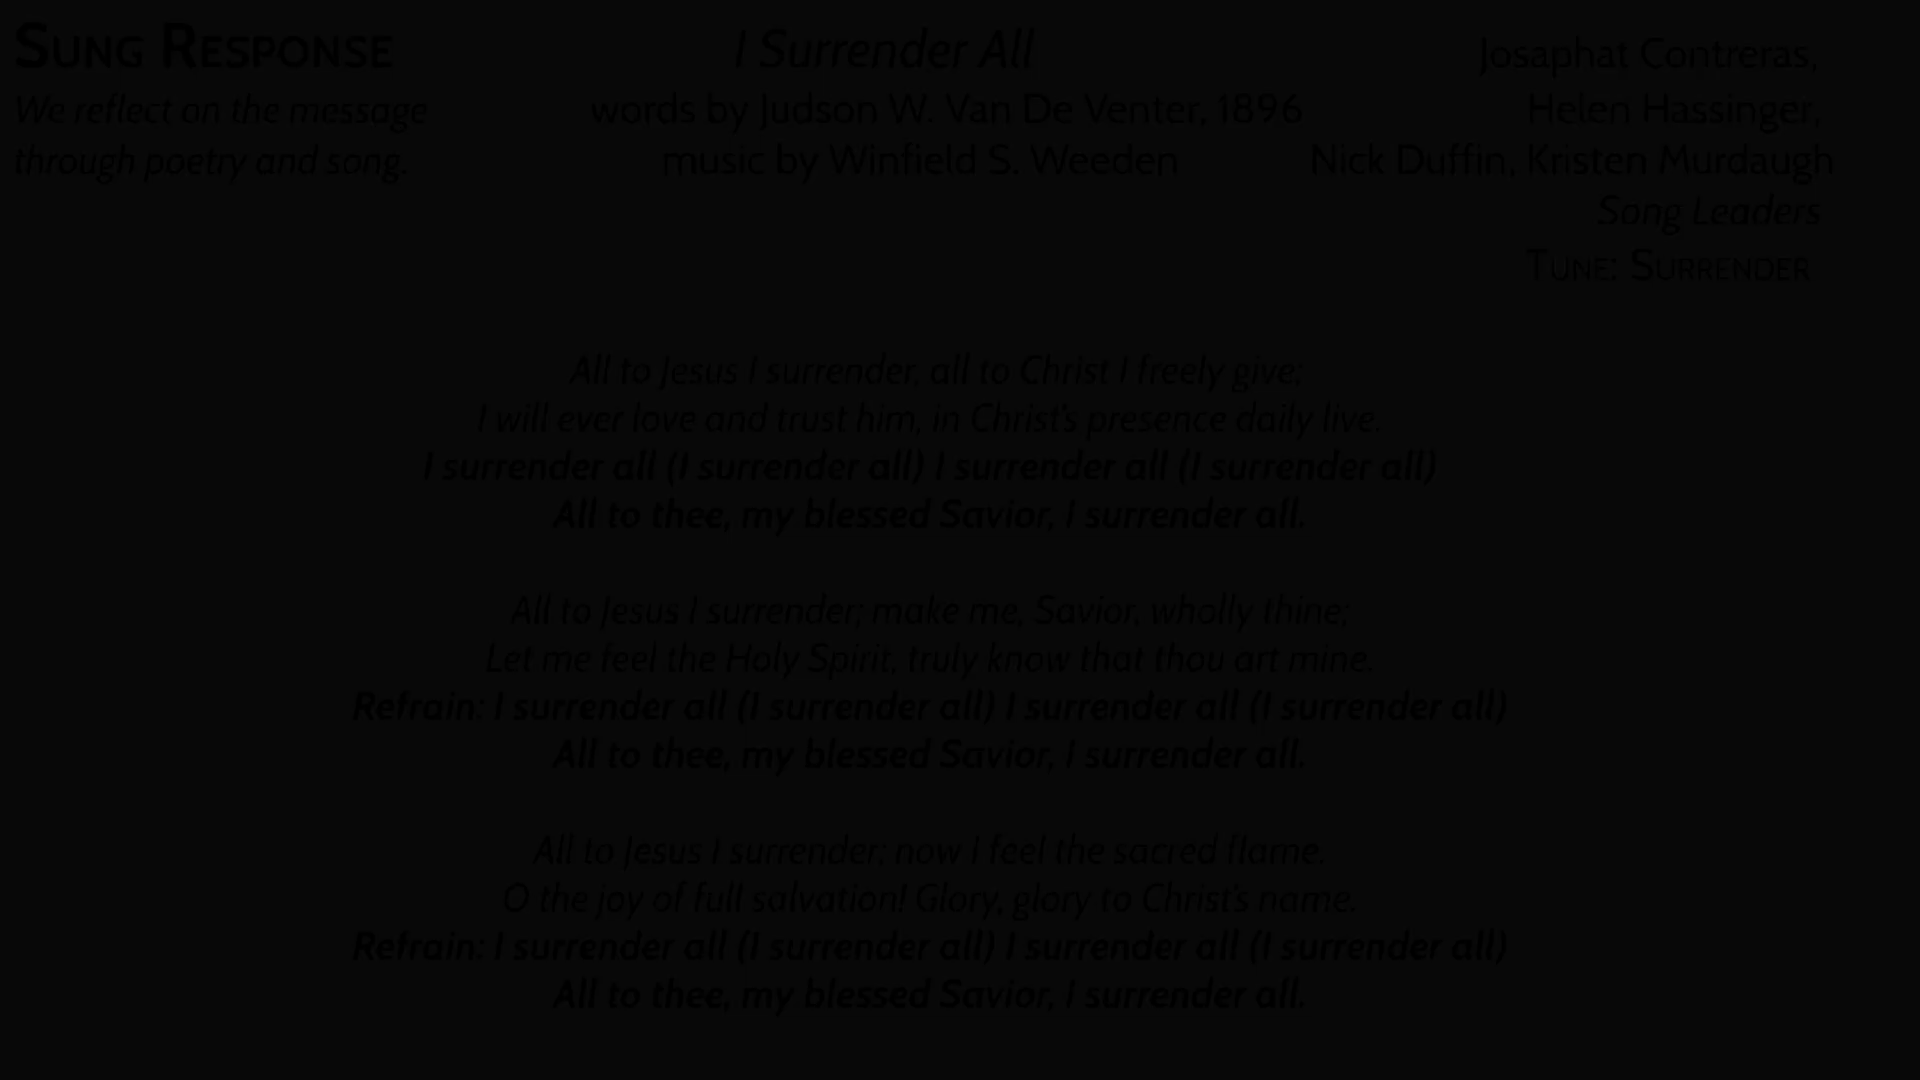 Sung Response
We reflect on the message
through poetry and song.
I Surrender All
words by Judson W. Van De Venter, 1896
music by Winfield S. Weeden
Josaphat Contreras,
Helen Hassinger,
Nick Duffin, Kristen Murdaugh
Song Leaders
Tune: Surrender
All to Jesus I surrender, all to Christ I freely give;
I will ever love and trust him, in Christ's presence daily live.
I surrender all (I surrender all) I surrender all (I surrender all)
All to thee, my blessed Savior, I surrender all.
All to Jesus I surrender; make me, Savior, wholly thine;
Let me feel the Holy Spirit, truly know that thou art mine.
Refrain: I surrender all (I surrender all) I surrender all (I surrender all)
All to thee, my blessed Savior, I surrender all.
All to Jesus I surrender; now I feel the sacred flame.
O the joy of full salvation! Glory, glory to Christ's name.
Refrain: I surrender all (I surrender all) I surrender all (I surrender all)
All to thee, my blessed Savior, I surrender all.